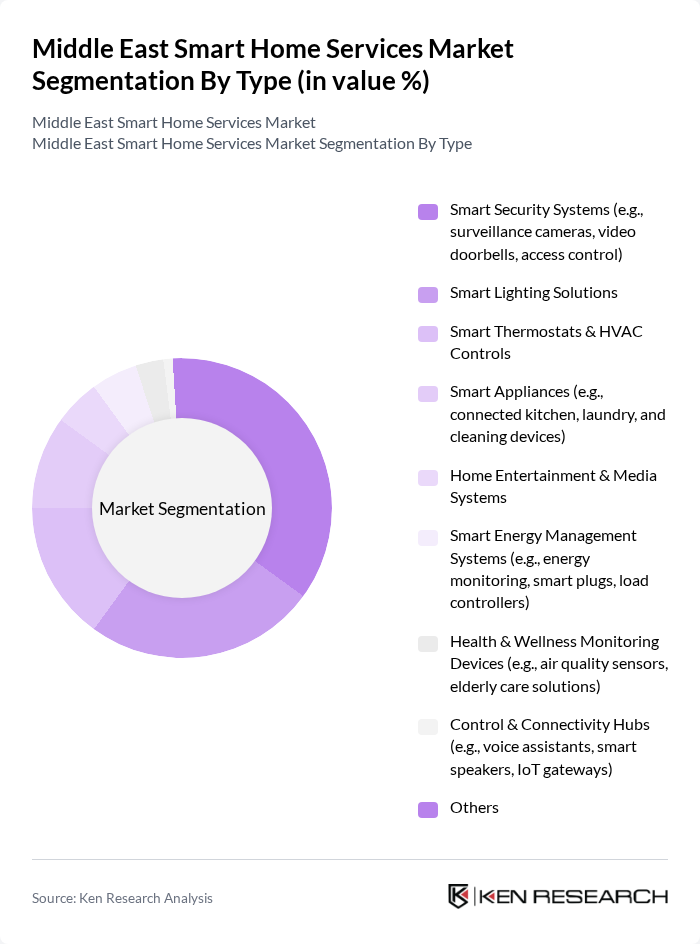 Middle East Smart Home Services Market
Segmentation By Type (in value %)
Middle East Smart Home Services Market
Middle East Smart Home Services Market Segmentation By Type
Market Segmentation
Smart Security Systems (e.g.,
surveillance cameras, video
doorbells, access control)
Smart Lighting Solutions
Smart Thermostats & HVAC
Controls
Smart Appliances (e.g.,
connected kitchen, laundry, and
cleaning devices)
Home Entertainment & Media
Systems
Smart Energy Management
Systems (e.g., energy
monitoring, smart plugs, load
controllers)
Health & Wellness Monitoring
Devices (e.g., air quality sensors,
elderly care solutions)
Control & Connectivity Hubs
(e.g., voice assistants, smart
speakers, IoT gateways)
Others
Source: Ken Research Analysis
KEN RESEARCH